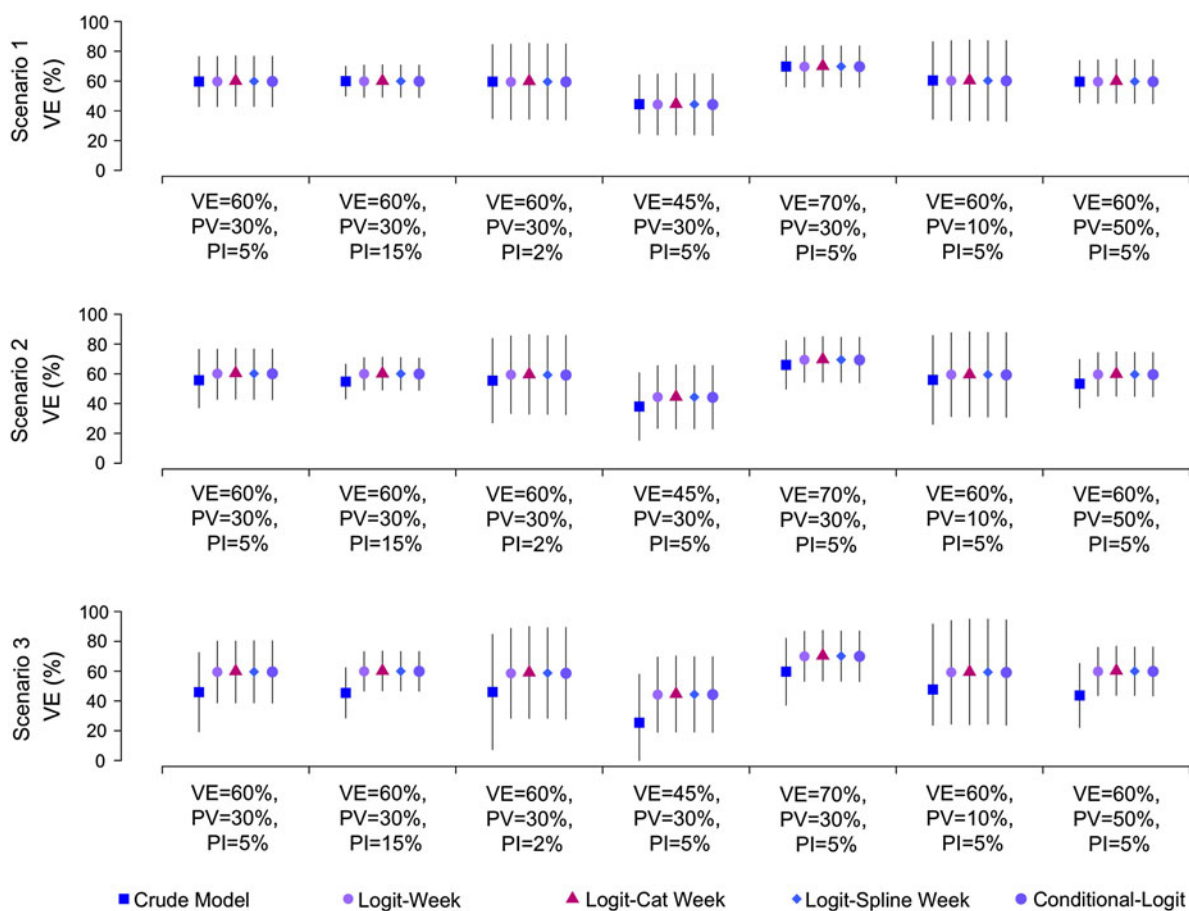 Scenario 1
VE (%)
100
80
60
40
20
0
VE=60%,
PV=30%,
PI=5%
VE=60%,
PV=30%,
PI=15%
VE=60%,
PV=30%,
PI=2%
VE=45%,
PV=30%,
PI=5%
VE=70%,
PV=30%,
PI=5%
VE=60%,
PV=10%,
PI=5%
VE=60%,
PV=50%,
PI=5%
Scenario 2
VE (%)
100
80
60
40
20
0
VE=60%,
PV=30%,
PI=5%
VE=60%,
PV=30%,
PI=15%
VE=60%,
PV=30%,
PI=2%
VE=45%,
PV=30%,
PI=5%
VE=70%,
PV=30%,
PI=5%
VE=60%,
PV=10%,
PI=5%
VE=60%,
PV=50%,
PI=5%
Scenario 3
VE (%)
100
80
60
40
20
0
VE=60%,
PV=30%,
PI=5%
VE=60%,
PV=30%,
PI=15%
VE=60%,
PV=30%,
PI=2%
VE=45%,
PV=30%,
PI=5%
VE=70%,
PV=30%,
PI=5%
VE=60%,
PV=10%,
PI=5%
VE=60%,
PV=50%,
PI=5%
Crude Model
Logit-Week
Logit-Cat Week
Logit-Spline Week
Conditional-Logit